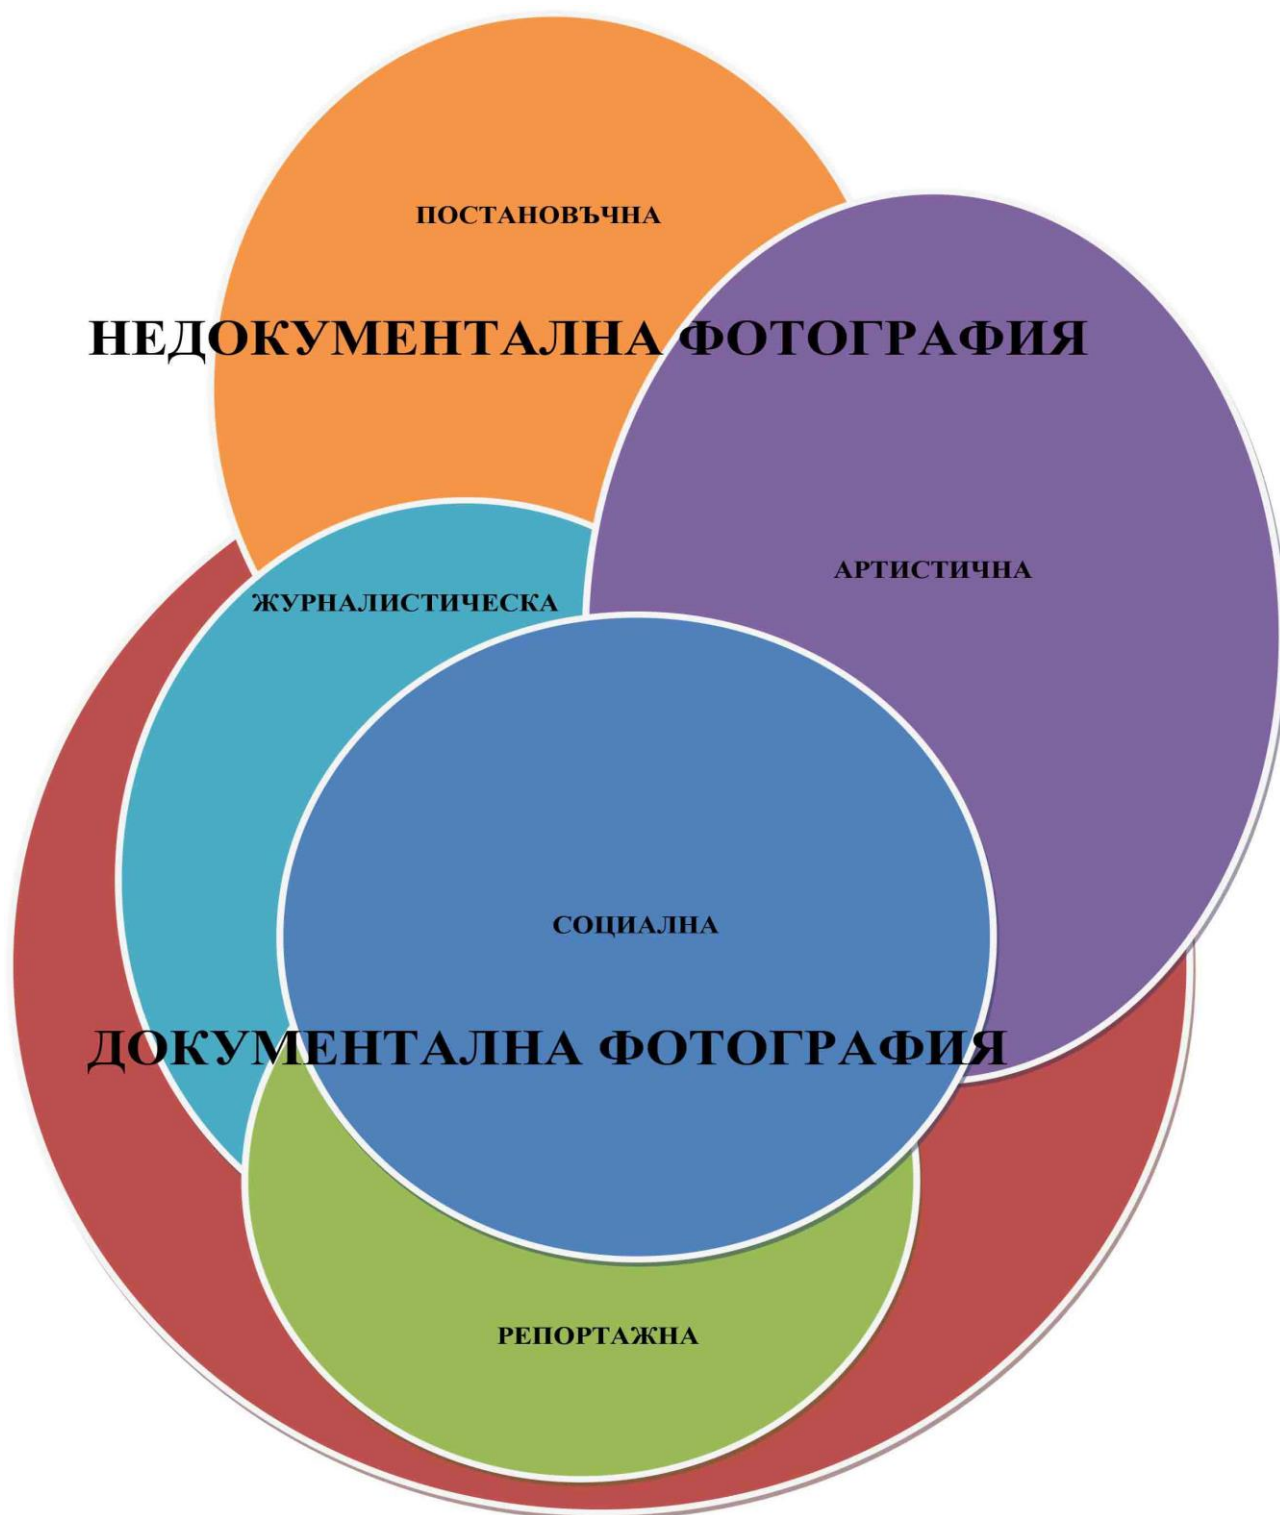 ПОСТАНОВЪЧНА
НЕДОКУМЕНТАЛНА ФОТОГРАФИЯ
АРТИСТИЧНА
ЖУРНАЛИСТИЧЕСКА
СОЦИАЛНА
ДОКУМЕНТАЛНА ФОТОГРАФИЯ
РЕПОРТАЖНА